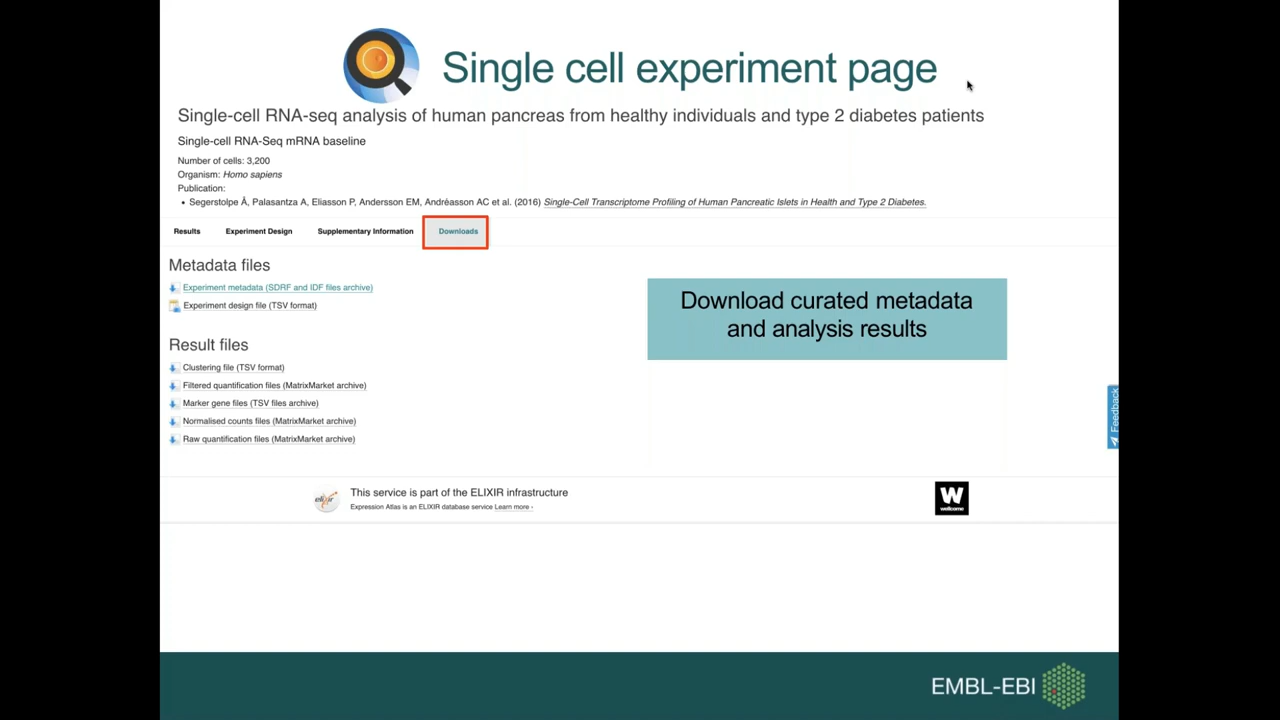 Single cell experiment page
Single-cell RNA-seq analysis of human pancreas from healthy individuals and type 2 diabetes patients
Single-cell RNA-Seq mRNA baseline
Number of cells: 3,200
Organism: Homo sapiens
Publication:
• Segerstolpe Å, Palasantza A, Eliasson P, Andersson EM, Andréasson AC et al. (2016) Single-Cell Transcriptome Profiling of Human Pancreatic Islets in Health and Type 2 Diabetes.
Results Experiment Design Supplementary Information Downloads
Metadata files
Experiment metadata (SDRF and IDF files archive)
Experiment design file (TSV format)
Download curated metadata
and analysis results
Result files
Clustering file (TSV format)
Filtered quantification files (MatrixMarket archive)
Marker gene files (TSV files archive)
Normalised counts files (MatrixMarket archive)
Raw quantification files (MatrixMarket archive)
Feedback
elixir
This service is part of the ELIXIR infrastructure
Expression Atlas is an ELIXIR database service Learn more ›
W
wellcome
EMBL-EBI